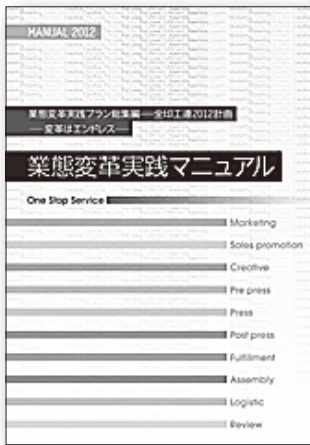 MANUAL 2012
業態変革実践プラン総集編──全印工連2012計画
──変革はエンドレス──
業態変革実践マニュアル
One Stop Service
Marketing
Sales promotion
Creative
Pre press
Press
Post press
Fulfillment
Assembly
Logistic
Review